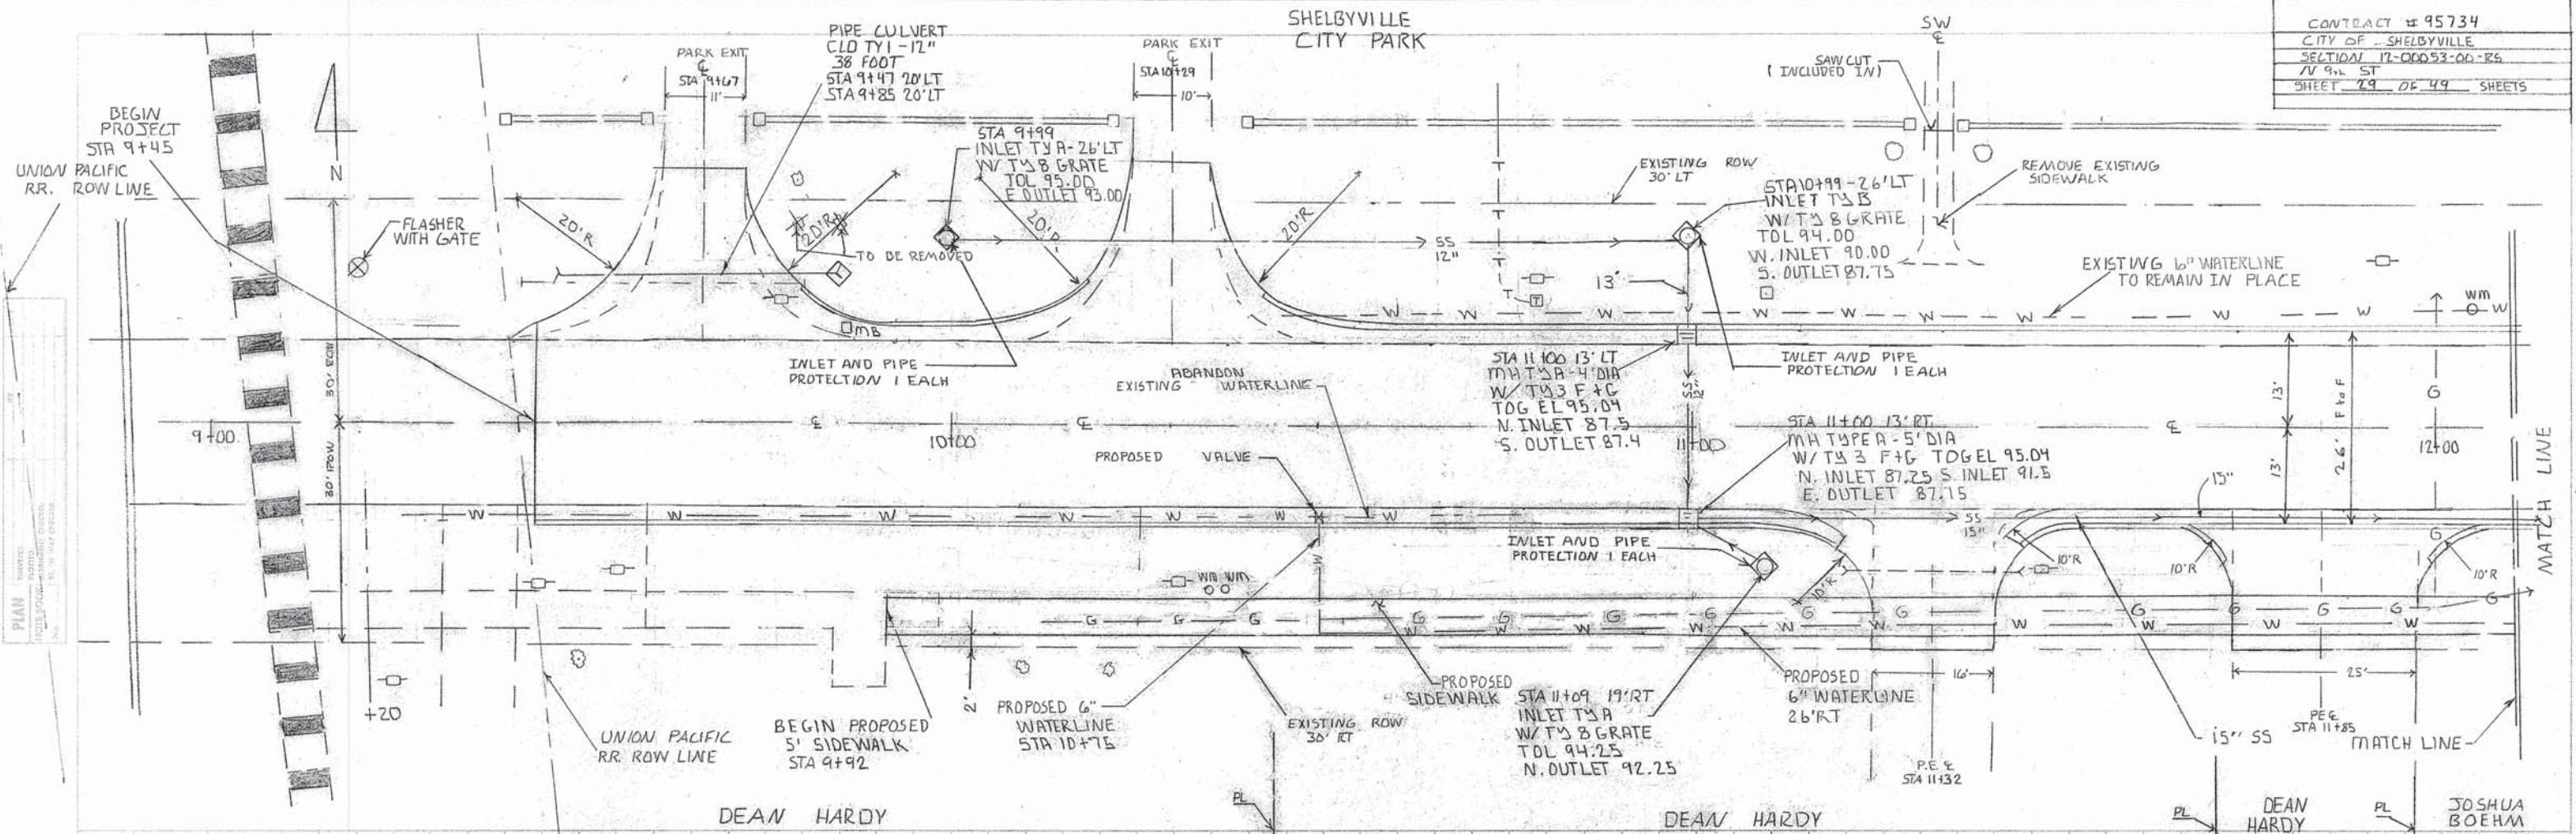 SHELBYVILLE
CITY PARK
CONTRACT # 95734
CITY OF SHELBYVILLE
SECTION 12-00053-00-RS
N 9th ST
SHEET 29 OF 49 SHEETS
PIPE CULVERT
CLD TY1-12"
38 FOOT
STA 9+47 20'LT
STA 9+85 20'LT
PARK EXIT
℄
STA 9+67
11'
PARK EXIT
℄
STA 10+29
10'
SW
℄
SAW CUT
(INCLUDED IN)
BEGIN
PROJECT
STA 9+45
UNION PACIFIC
RR. ROW LINE
N
FLASHER
WITH GATE
20'R
20'R
20'R
20'R
STA 9+99
INLET TY A-26'LT
W/ TY 8 GRATE
TOL 95.00
E OUTLET 93.00
TO BE REMOVED
SS
12"
EXISTING ROW
30' LT
STA 10+99-26'LT
INLET TY B
W/ TY 8 GRATE
TOL 94.00
W. INLET 90.00
S. OUTLET 87.75
REMOVE EXISTING
SIDEWALK
EXISTING 6" WATERLINE
TO REMAIN IN PLACE
13'
T
T
T
T
T
W W W W W W W W W
WM
W
MB
INLET AND PIPE
PROTECTION 1 EACH
ABANDON
EXISTING WATERLINE
STA 11+00 13' LT
MH TY A-4' DIA
W/ TY 3 F+G
TOG EL 95.04
N. INLET 87.5
S. OUTLET 87.4
SS
12"
INLET AND PIPE
PROTECTION 1 EACH
30' ROW
30' ROW
13'
13'
26' F to F
G
9+00
℄
10+00
℄
11+00
℄
12+00
MATCH LINE
PROPOSED VALVE
STA 11+00 13' RT.
MH TYPE A-5' DIA
W/ TY 3 F+G TOG EL 95.04
N. INLET 87.25 S. INLET 91.5
E. OUTLET 87.15
15"
W W W W W W W
SS
15"
INLET AND PIPE
PROTECTION 1 EACH
10'R
10'R
10'R
10'R
G
WM WM
W
G G G G G G G G G G G G G
W W W W W W W W W W
2'
+20
UNION PACIFIC
RR. ROW LINE
BEGIN PROPOSED
5' SIDEWALK
STA 9+92
PROPOSED 6"
WATERLINE
STA 10+75
EXISTING ROW
30' RT
PROPOSED
SIDEWALK
STA 11+09 19'RT
INLET TY A
W/ TY 8 GRATE
TOL 94.25
N. OUTLET 92.25
PROPOSED
6" WATERLINE
26'RT
16'
25'
P.E. ℄
STA 11+32
PE ℄
STA 11+85
15" SS
MATCH LINE
PL
PL
PL
DEAN HARDY
DEAN HARDY
DEAN
HARDY
JOSHUA
BOEHM
PLAN